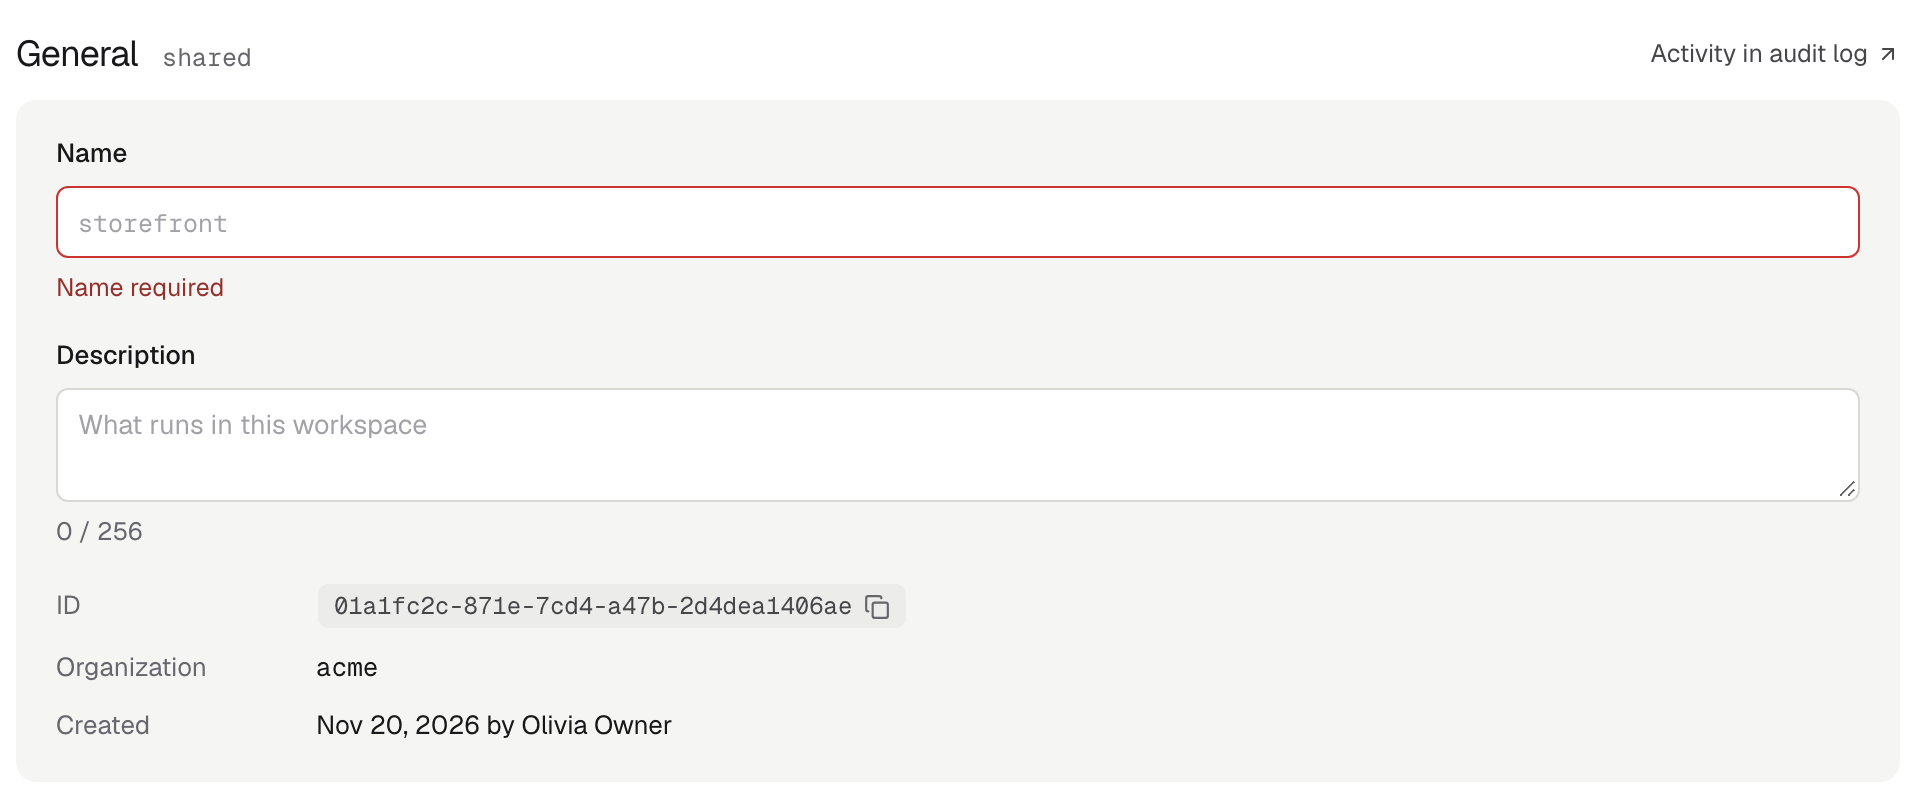 General shared
Activity in audit log
Name
storefront
Name required
Description
What runs in this workspace
0 / 256
ID 01a1fc2c-871e-7cd4-a47b-2d4dea1406ae
Organization acme
Created Nov 20, 2026 by Olivia Owner